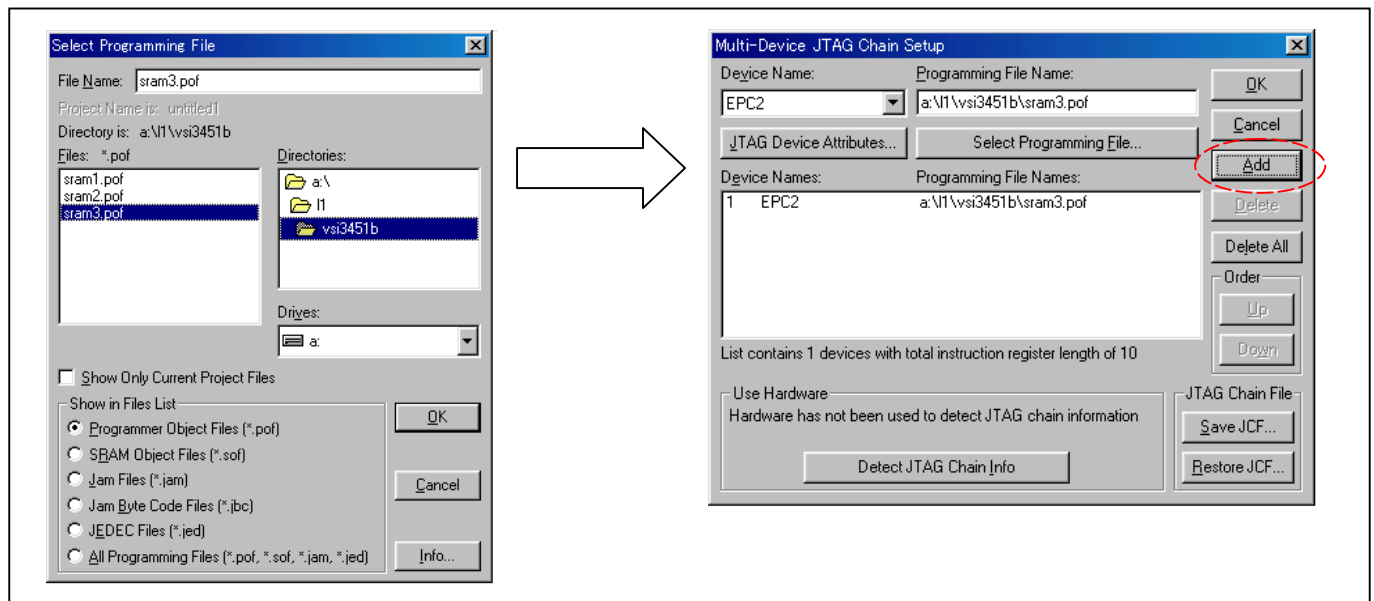 Select Programming File
File Name: sram3.pof
Project Name is: untitled1
Directory is: a:\l1\vsi3451b
Files: *.pof
Directories:
sram1.pof
sram2.pof
sram3.pof
a:\
l1
vsi3451b
Drives:
a:
Show Only Current Project Files
Show in Files List
Programmer Object Files (*.pof)
SRAM Object Files (*.sof)
Jam Files (*.jam)
Jam Byte Code Files (*.jbc)
JEDEC Files (*.jed)
All Programming Files (*.pof, *.sof, *.jam, *.jed)
OK
Cancel
Info...
Multi-Device JTAG Chain Setup
Device Name:
Programming File Name:
EPC2
a:\l1\vsi3451b\sram3.pof
JTAG Device Attributes...
Select Programming File...
Device Names:
Programming File Names:
1 EPC2 a:\l1\vsi3451b\sram3.pof
List contains 1 devices with total instruction register length of 10
Use Hardware
Hardware has not been used to detect JTAG chain information
Detect JTAG Chain Info
OK
Cancel
Add
Delete
Delete All
Order
Up
Down
JTAG Chain File
Save JCF...
Restore JCF...